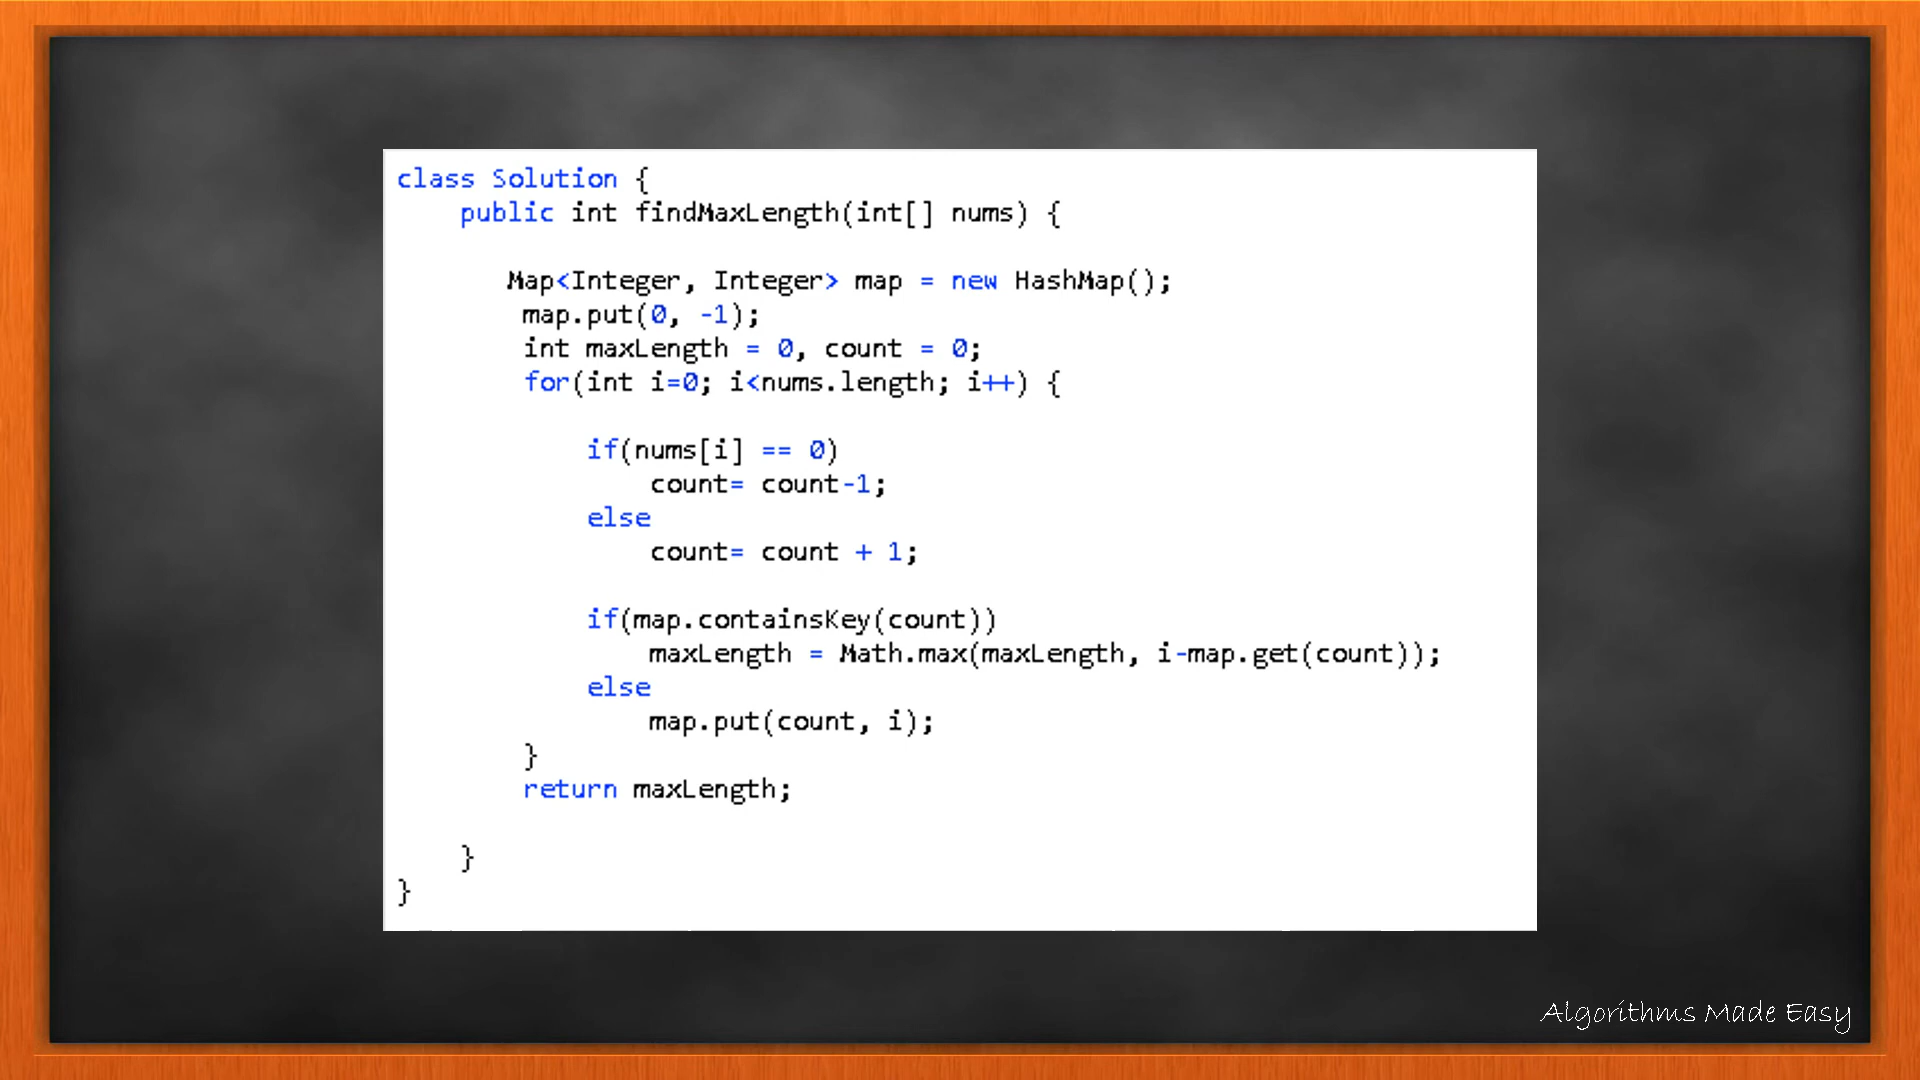 class Solution {
public int findMaxLength(int[] nums) {
Map<Integer, Integer> map = new HashMap();
map.put(0, -1);
int maxLength = 0, count = 0;
for(int i=0; i<nums.length; i++) {
if(nums[i] == 0)
count= count-1;
else
count= count + 1;
if(map.containsKey(count))
maxLength = Math.max(maxLength, i-map.get(count));
else
map.put(count, i);
}
return maxLength;
}
}
Algorithms Made Easy